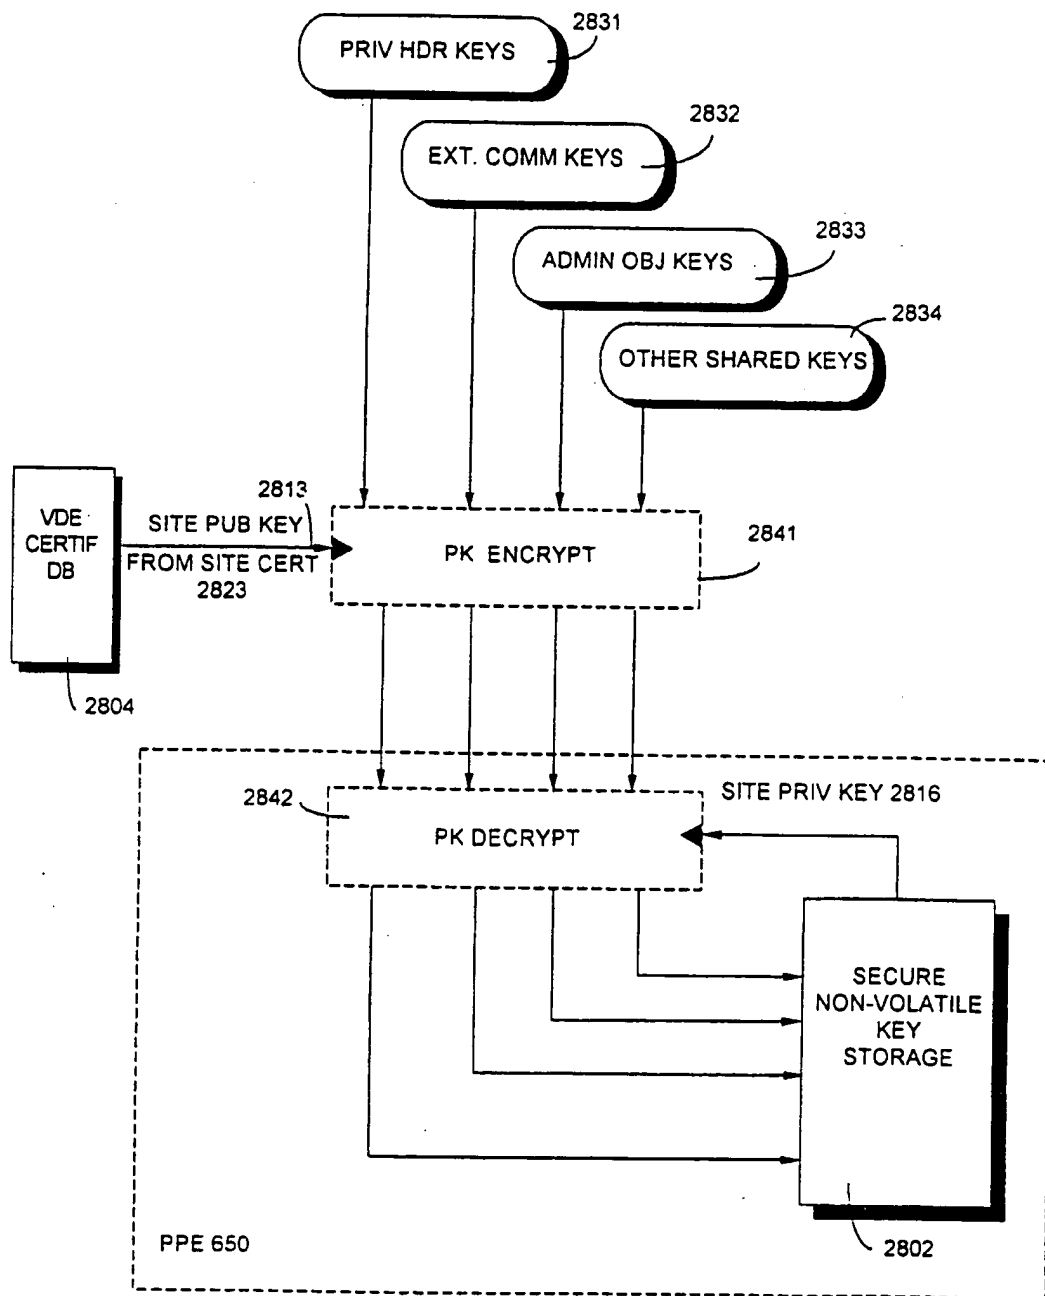 2831
PRIV HDR KEYS
2832
EXT. COMM KEYS
2833
ADMIN OBJ KEYS
2834
OTHER SHARED KEYS
VDE
CERTIF
DB
2813
SITE PUB KEY
FROM SITE CERT
2823
PK ENCRYPT
2841
2804
2842
PK DECRYPT
SITE PRIV KEY 2816
SECURE
NON-VOLATILE
KEY
STORAGE
PPE 650
2802